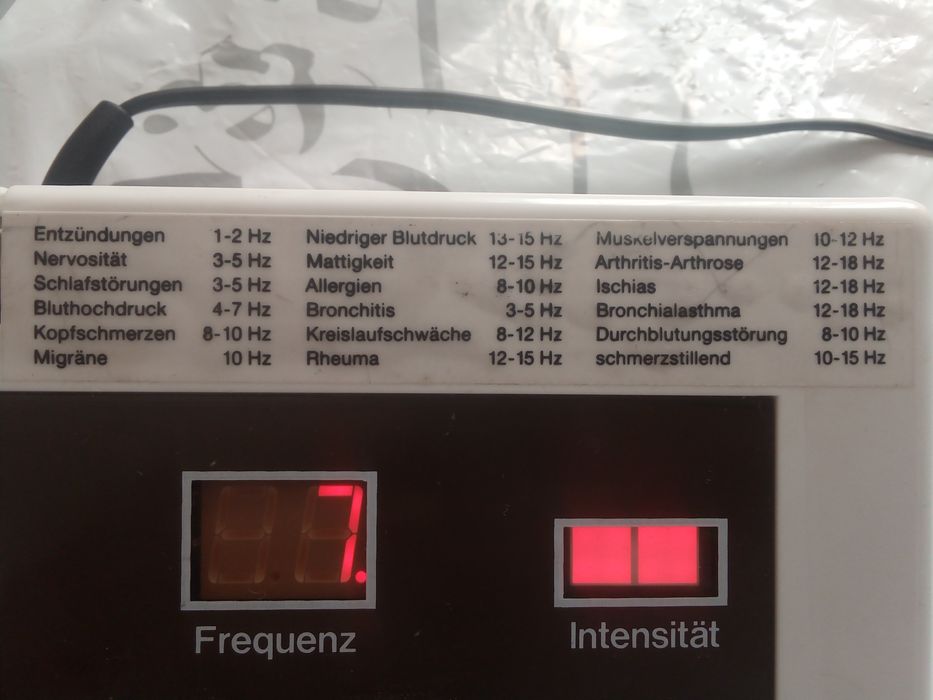 Entzündungen 1-2 Hz Niedriger Blutdruck 13-15 Hz Muskelverspannungen 10-12 Hz
Nervosität 3-5 Hz Mattigkeit 12-15 Hz Arthritis-Arthrose 12-18 Hz
Schlafstörungen 3-5 Hz Allergien 8-10 Hz Ischias 12-18 Hz
Bluthochdruck 4-7 Hz Bronchitis 3-5 Hz Bronchialasthma 12-18 Hz
Kopfschmerzen 8-10 Hz Kreislaufschwäche 8-12 Hz Durchblutungsstörung 8-10 Hz
Migräne 10 Hz Rheuma 12-15 Hz schmerzstillend 10-15 Hz
7.
Frequenz Intensität